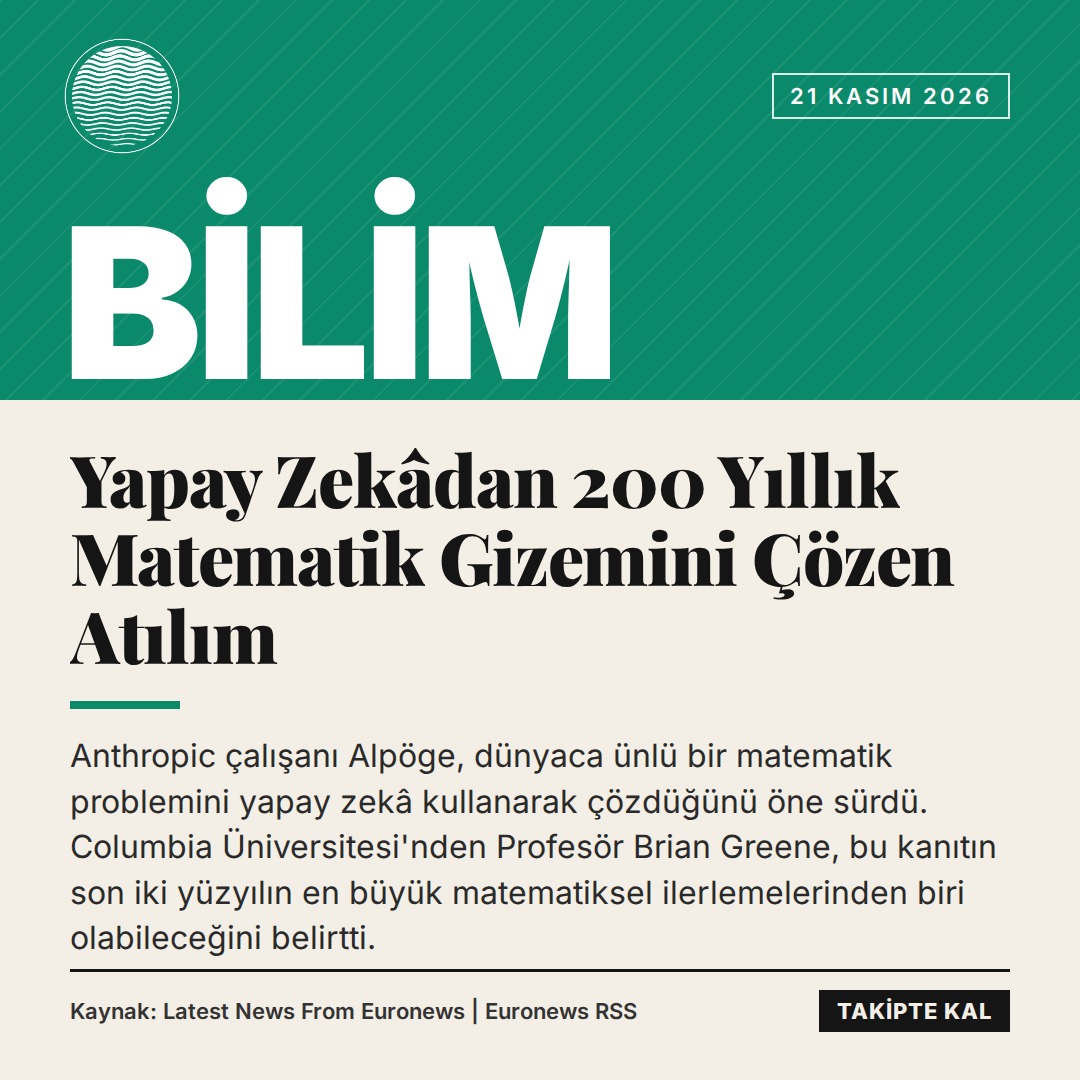 21 KASIM 2026
BİLİM
Yapay Zekâdan 200 Yıllık
Matematik Gizemini Çözen
Atılım
Anthropic çalışanı Alpöge, dünyaca ünlü bir matematik
problemini yapay zekâ kullanarak çözdüğünü öne sürdü.
Columbia Üniversitesi'nden Profesör Brian Greene, bu kanıtın
son iki yüzyılın en büyük matematiksel ilerlemelerinden biri
olabileceğini belirtti.
Kaynak: Latest News From Euronews | Euronews RSS
TAKİPTE KAL